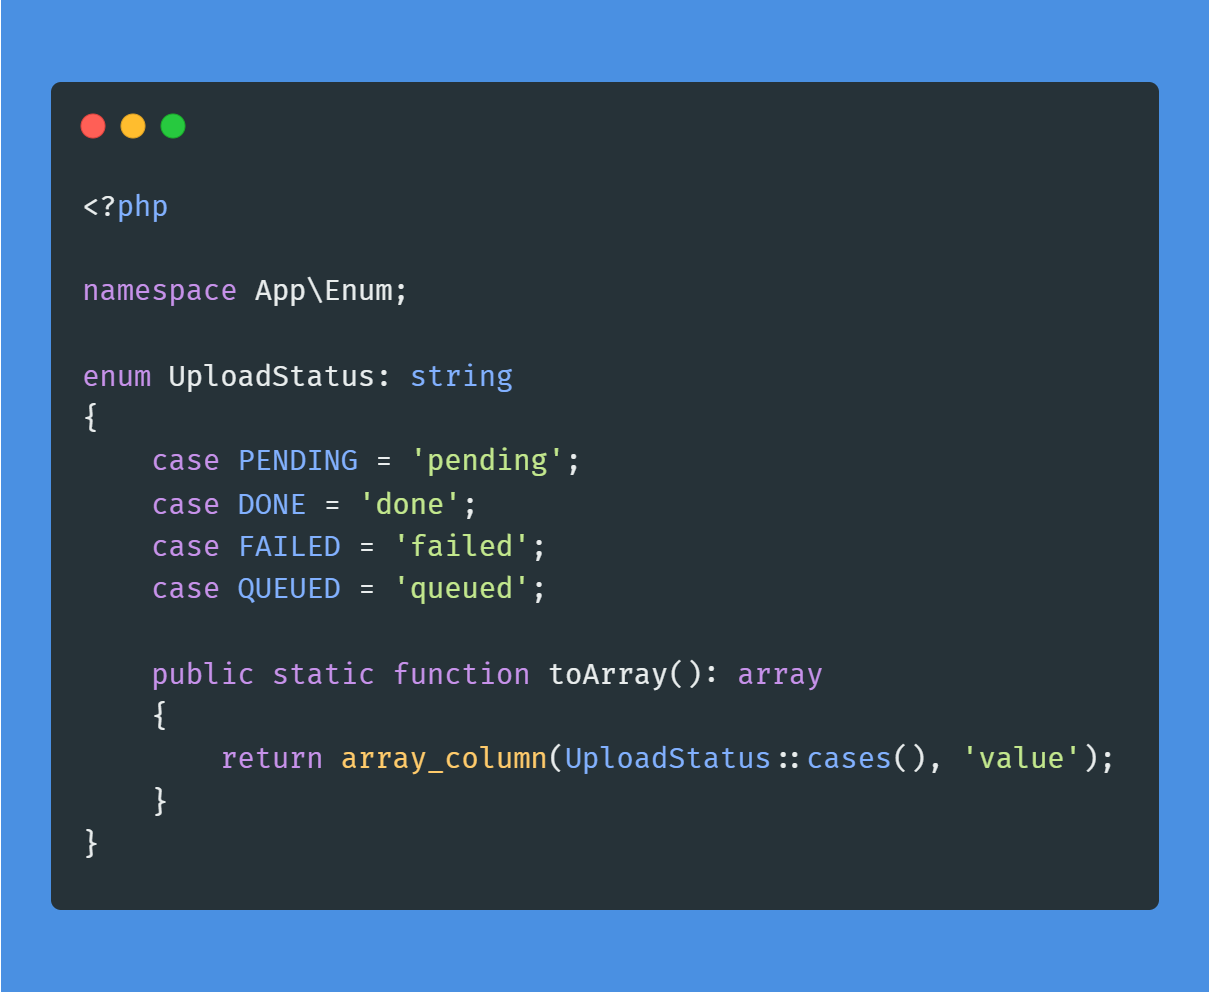 <?php
namespace App\Enum;
enum UploadStatus: string
{
    case PENDING = 'pending';
    case DONE = 'done';
    case FAILED = 'failed';
    case QUEUED = 'queued';
    public static function toArray(): array
    {
        return array_column(UploadStatus::cases(), 'value');
    }
}